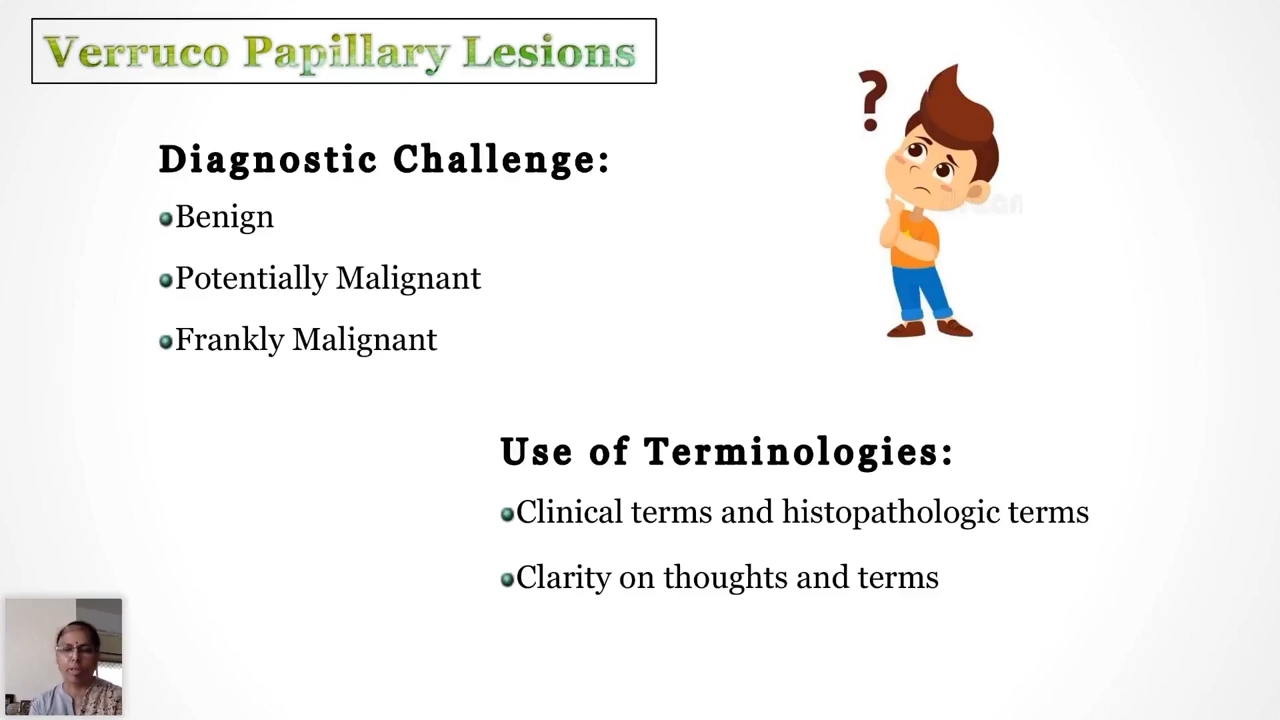 Verruco Papillary Lesions
?
Diagnostic Challenge:
Benign
Potentially Malignant
Frankly Malignant
Use of Terminologies:
Clinical terms and histopathologic terms
Clarity on thoughts and terms